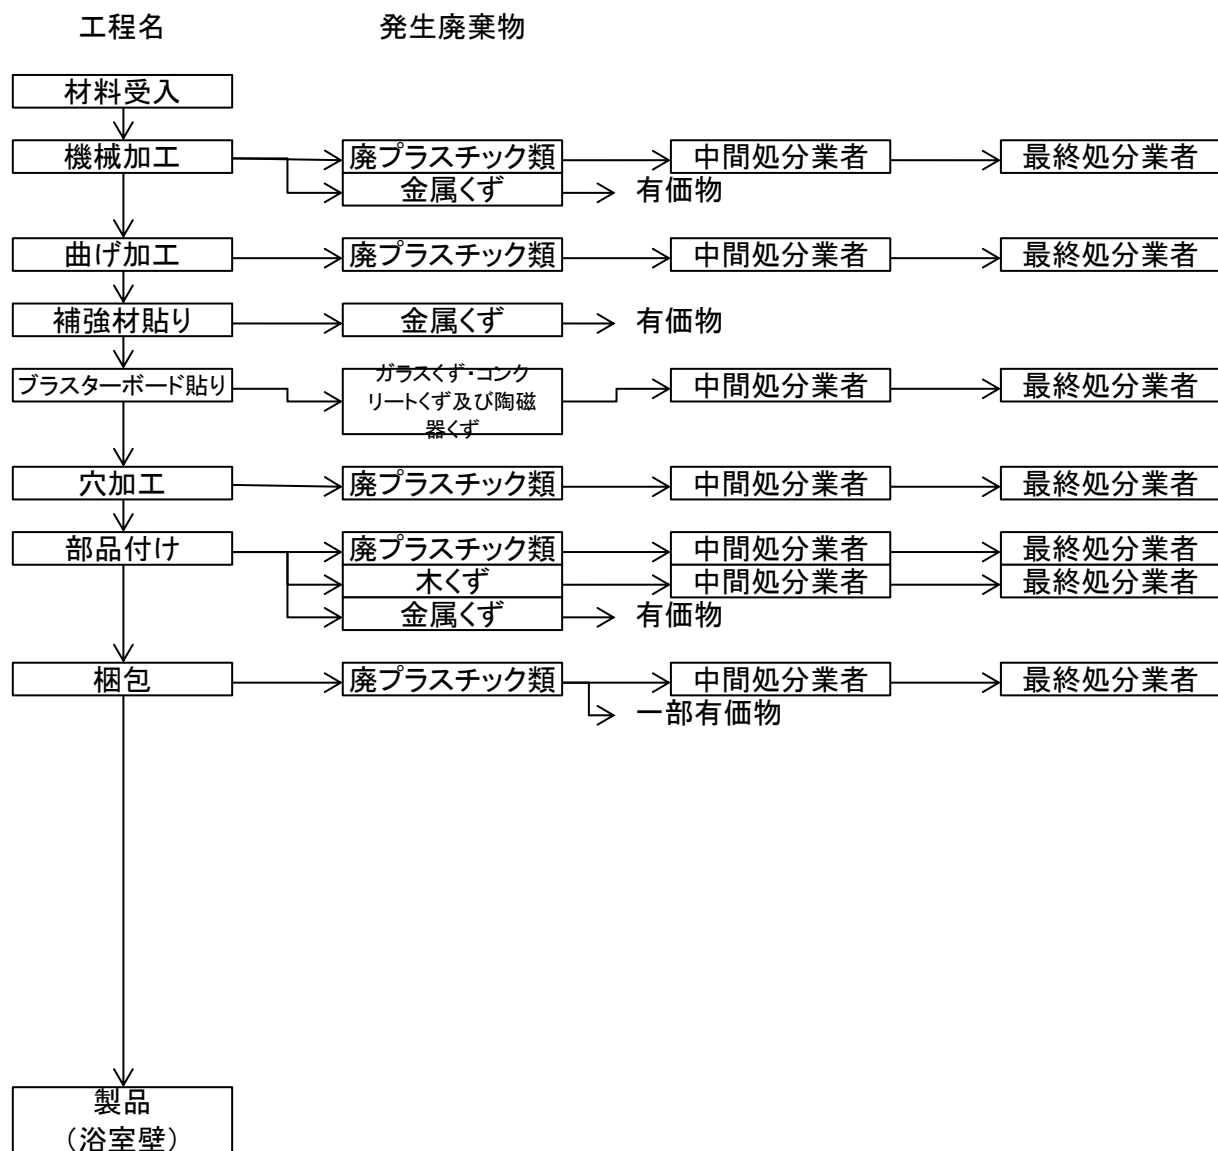 工程名 発生廃棄物
材料受入
機械加工 廃プラスチック類 中間処分業者 最終処分業者
金属くず 有価物
曲げ加工 廃プラスチック類 中間処分業者 最終処分業者
補強材貼り 金属くず 有価物
プラスターボード貼り ガラスくず・コンク
リートくず及び陶磁
器くず 中間処分業者 最終処分業者
穴加工 廃プラスチック類 中間処分業者 最終処分業者
部品付け 廃プラスチック類 中間処分業者 最終処分業者
木くず 中間処分業者 最終処分業者
金属くず 有価物
梱包 廃プラスチック類 中間処分業者 最終処分業者
一部有価物
製品
（浴室壁）